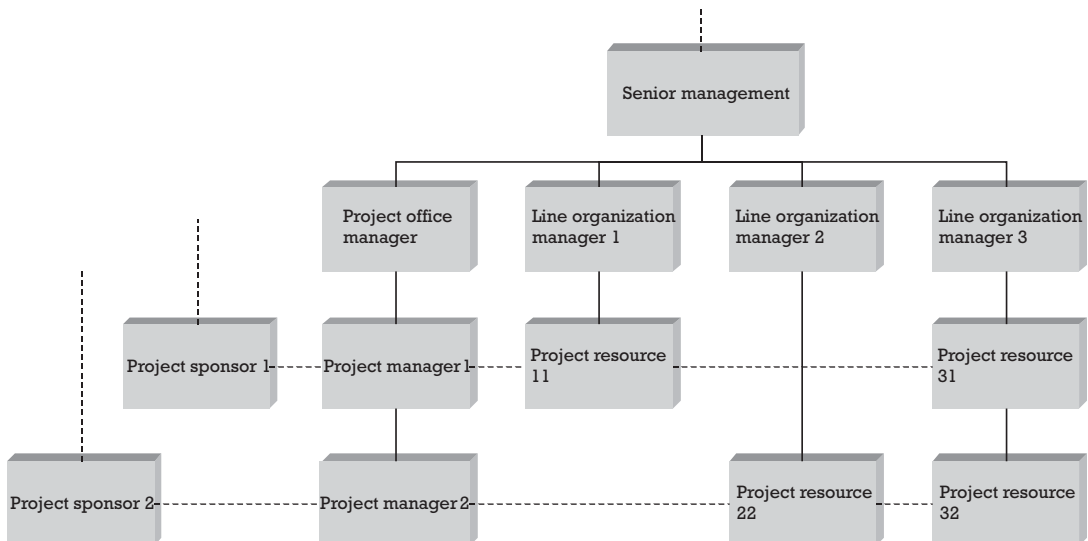 Senior management
Project office
manager
Line organization
manager 1
Line organization
manager 2
Line organization
manager 3
Project sponsor 1
Project manager 1
Project resource
11
Project resource
31
Project sponsor 2
Project manager 2
Project resource
22
Project resource
32